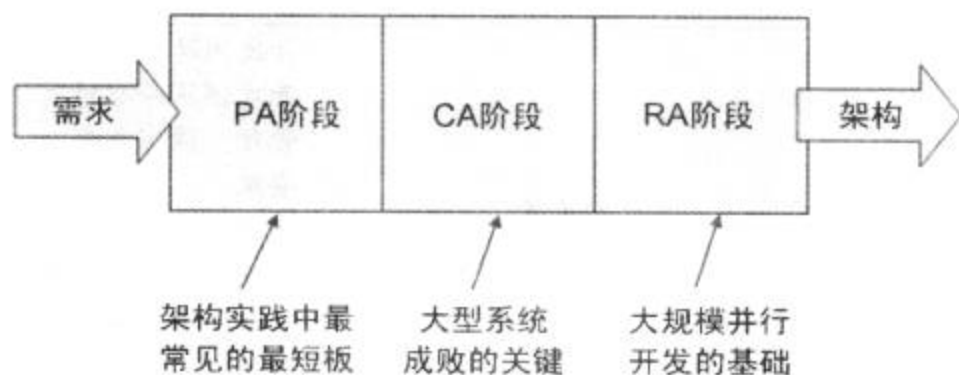 需求
PA阶段
CA阶段
RA阶段
架构
架构实践中最
常见的最短板
大型系统
成败的关键
大规模并行
开发的基础